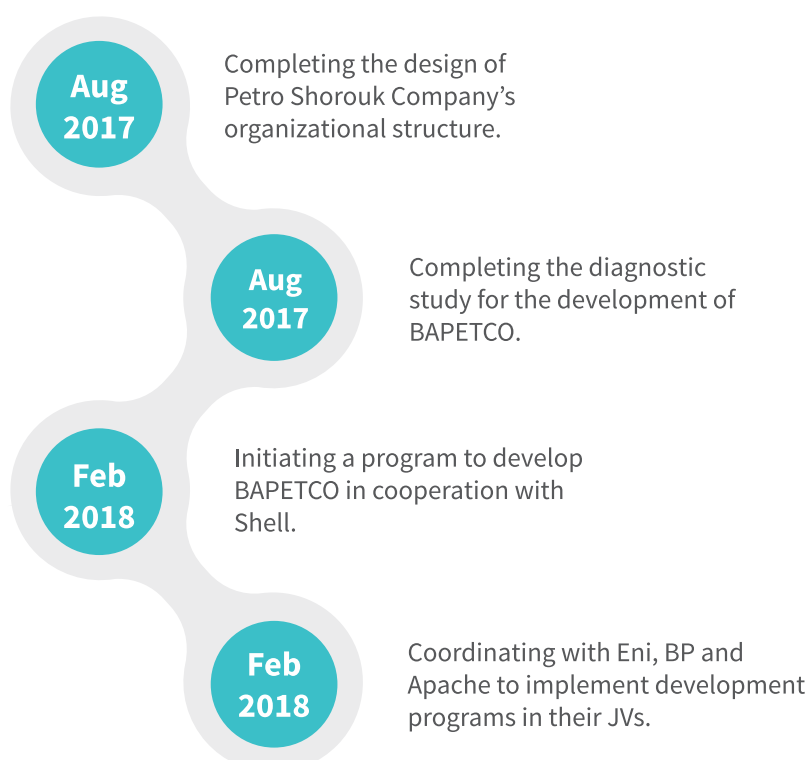 Aug
2017
Completing the design of
Petro Shorouk Company’s
organizational structure.
Aug
2017
Completing the diagnostic
study for the development of
BAPETCO.
Feb
2018
Initiating a program to develop
BAPETCO in cooperation with
Shell.
Feb
2018
Coordinating with Eni, BP and
Apache to implement development
programs in their JVs.